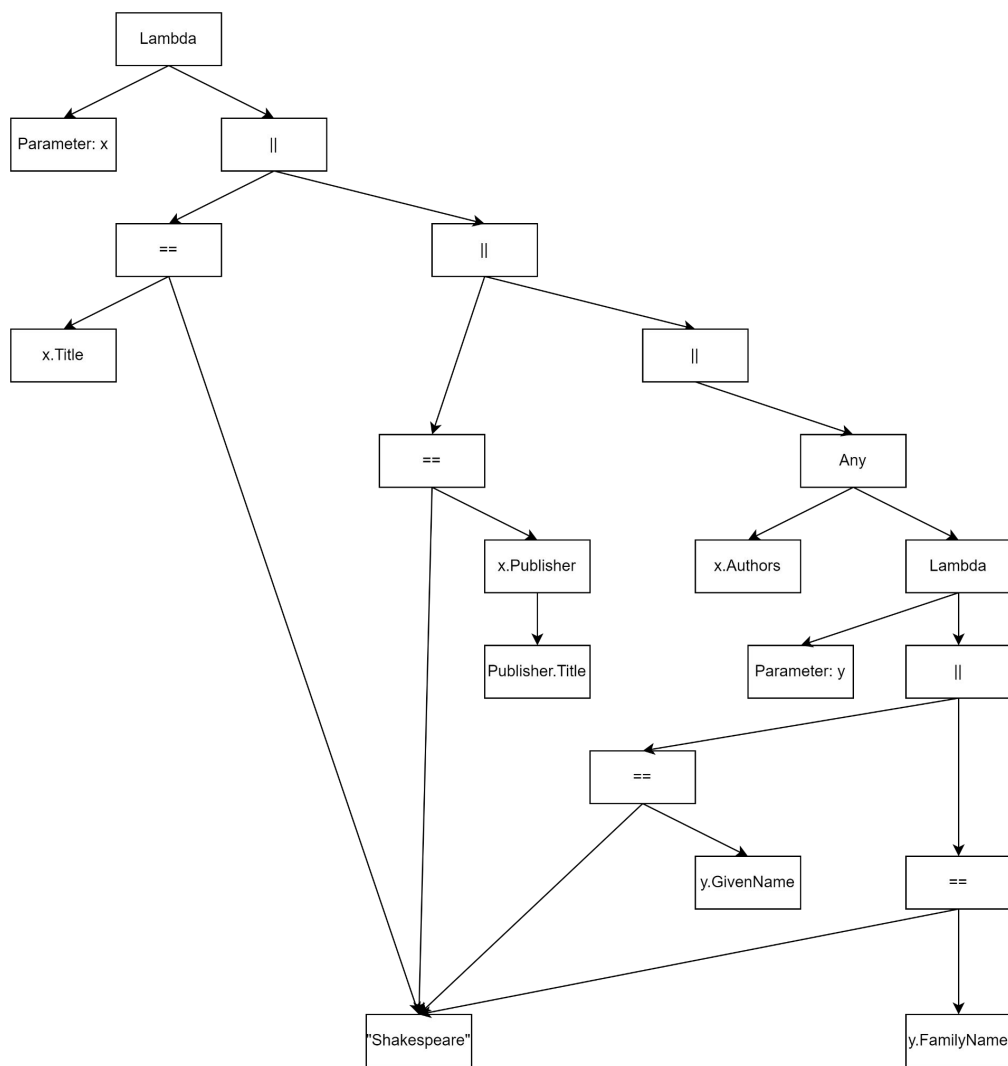 Lambda
Parameter: x
||
==
||
x.Title
||
==
Any
x.Publisher
x.Authors
Lambda
Publisher.Title
Parameter: y
||
==
y.GivenName
==
"Shakespeare"
y.FamilyName